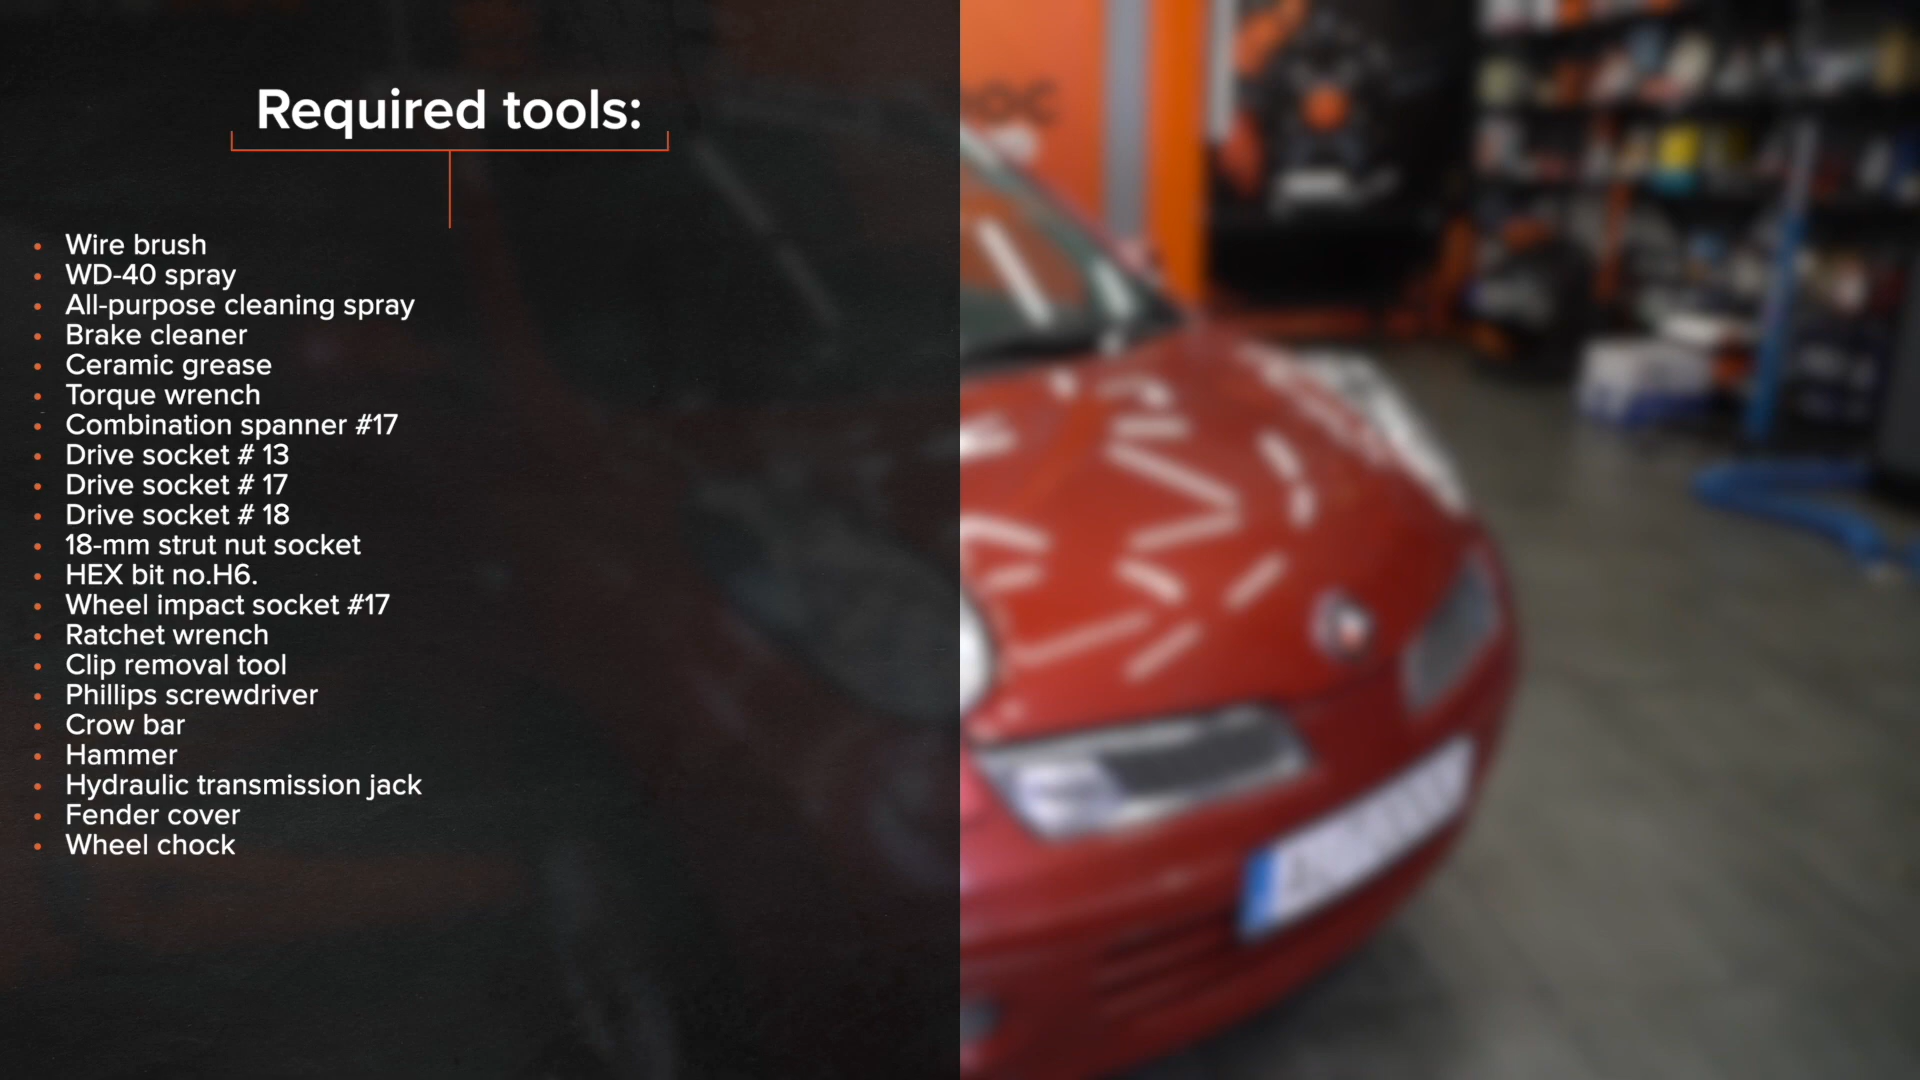 Required tools:
Wire brush
WD-40 spray
All-purpose cleaning spray
Brake cleaner
Ceramic grease
Torque wrench
Combination spanner #17
Drive socket # 13
Drive socket # 17
Drive socket # 18
18-mm strut nut socket
HEX bit no.H6.
Wheel impact socket #17
Ratchet wrench
Clip removal tool
Phillips screwdriver
Crow bar
Hammer
Hydraulic transmission jack
Fender cover
Wheel chock